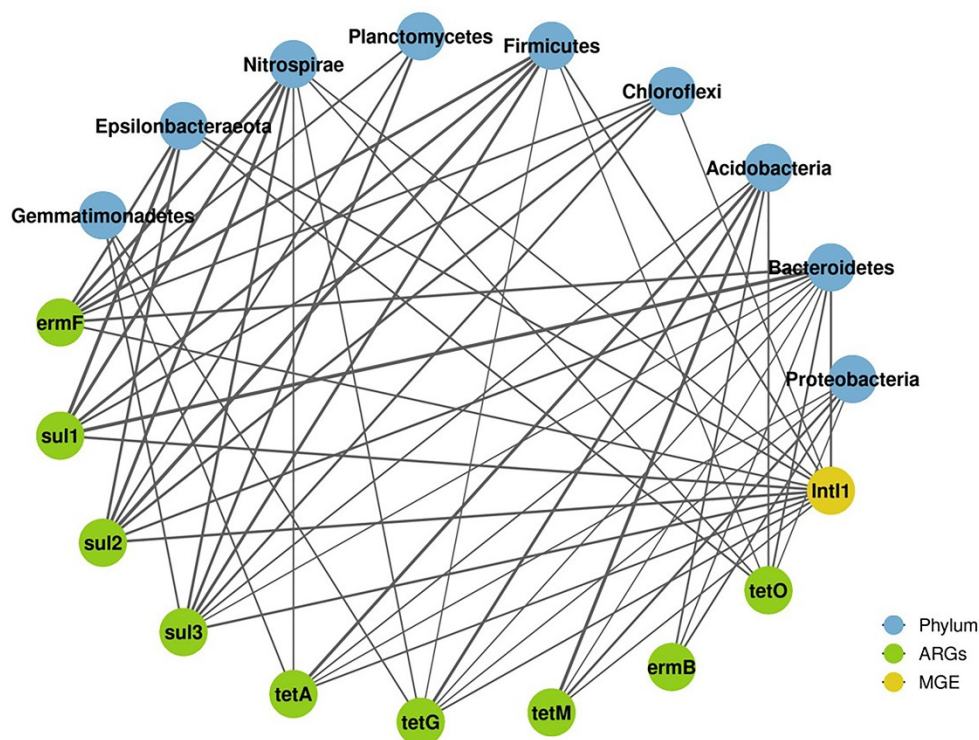 Planctomycetes
Firmicutes
Nitrospirae
Chloroflexi
Epsilonbacteraeota
Acidobacteria
Gemmatimonadetes
Bacteroidetes
ermF
Proteobacteria
sul1
IntI1
sul2
tetO
sul3
Phylum
ARGs
ermB
MGE
tetA
tetM
tetG